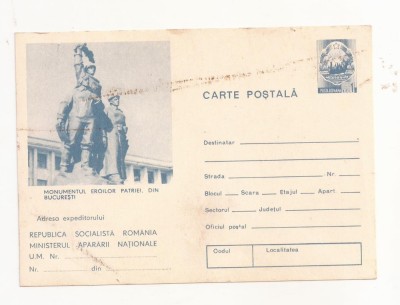 CARTE POȘTALĂ
MONUMENTUL EROILOR PATRIEI, DIN
BUCUREȘTI
Adresa expeditorului
REPUBLICA SOCIALISTĂ ROMÂNIA
MINISTERUL APĂRĂRII NAȚIONALE
U.M. Nr.
Nr. din
Destinatar
Strada Nr.
Blocul Scara Etajul Apart.
Sectorul Județul
Oficiul poștal
Codul Localitatea